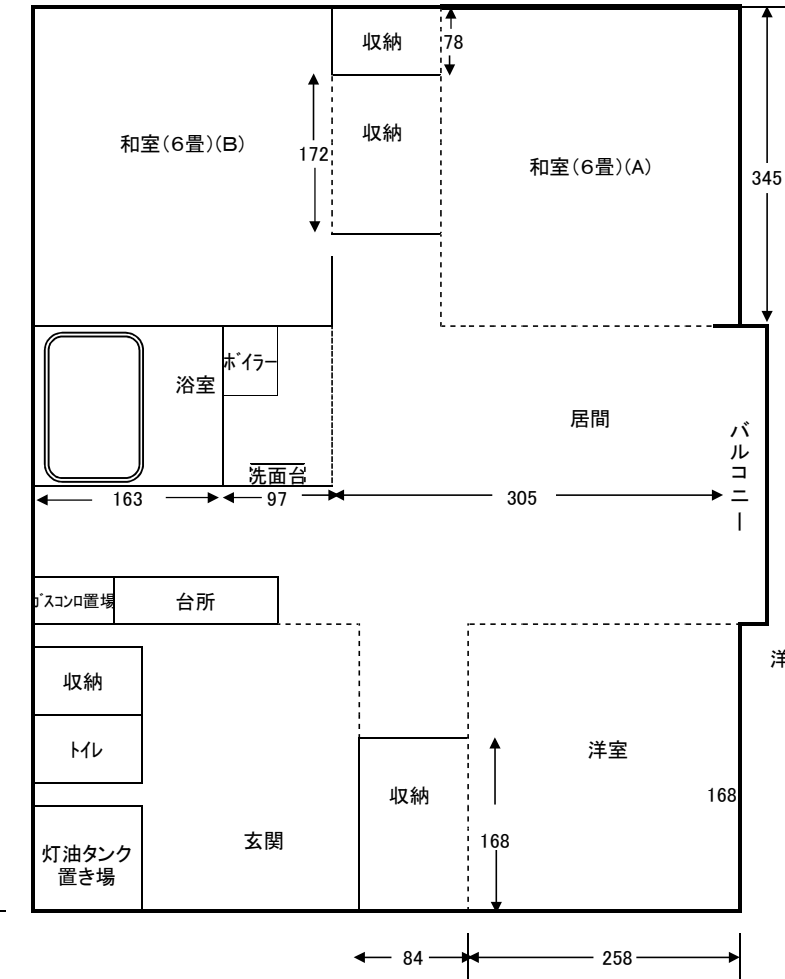 収納
78
和室(6畳)(B)
172
収納
和室(6畳)(A)
345
浴室
ボイラー
居間
バルコニー
洗面台
163
97
305
ガスコンロ置場
台所
収納
洋
トイレ
洋室
収納
168
灯油タンク
置き場
玄関
168
84
258